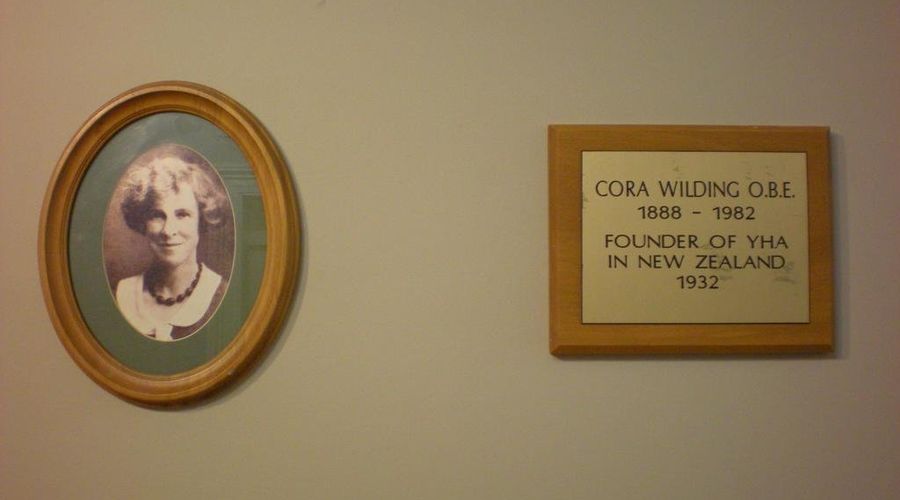 CORA WILDING O.B.E.
1888 - 1982
FOUNDER OF YHA
IN NEW ZEALAND
1932